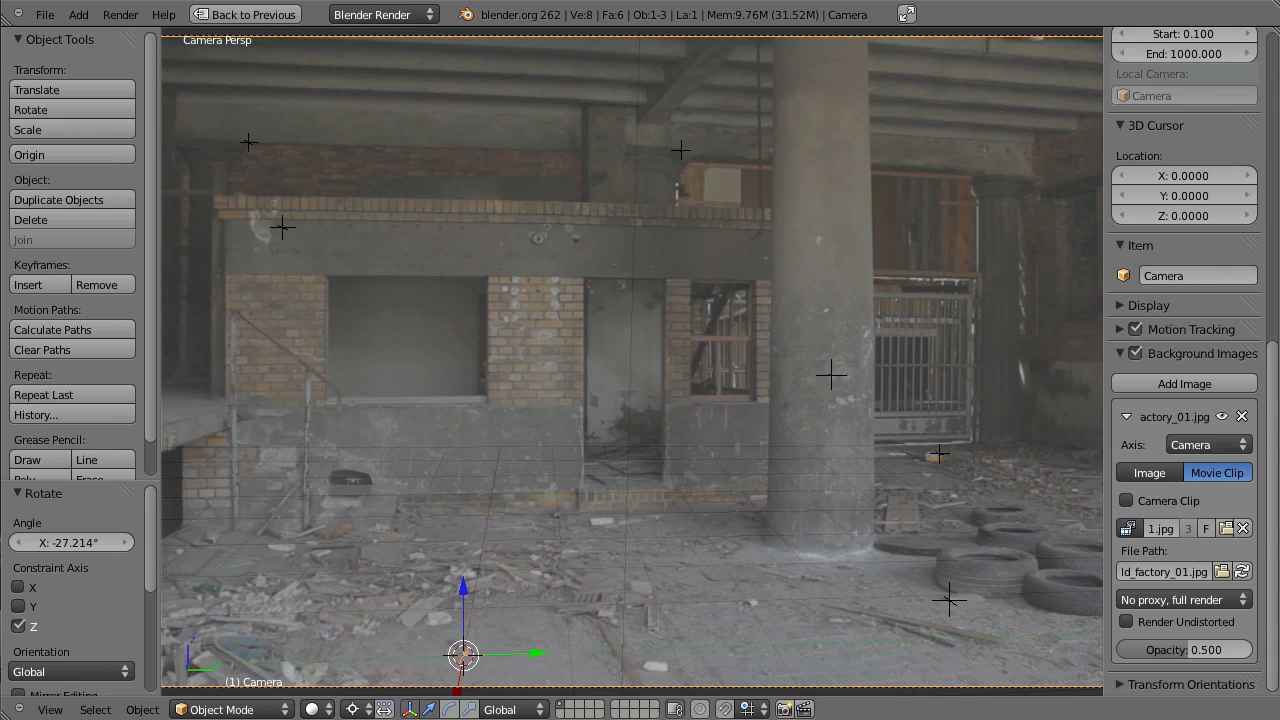 File Add Render Help Back to Previous Blender Render blender.org 262 | Ve:8 | Fa:6 | Ob:1-3 | La:1 | Mem:9.76M (31.52M) | Camera
Object Tools
Transform:
Translate
Rotate
Scale
Origin
Object:
Duplicate Objects
Delete
Join
Keyframes:
Insert Remove
Motion Paths:
Calculate Paths
Clear Paths
Repeat:
Repeat Last
History...
Grease Pencil:
Draw Line
Rotate
Angle
X: -27.214°
Constraint Axis
X
Y
Z
Orientation
Global
Mirror Editing
Camera Persp
z
y
(1) Camera
Start: 0.100
End: 1000.000
Local Camera:
Camera
3D Cursor
Location:
X: 0.0000
Y: 0.0000
Z: 0.0000
Item
Camera
Display
Motion Tracking
Background Images
Add Image
actory_01.jpg
Axis: Camera
Image Movie Clip
Camera Clip
1.jpg 3 F
File Path:
ld_factory_01.jpg
No proxy, full render
Render Undistorted
Opacity: 0.500
Transform Orientations
View Select Object Object Mode Global